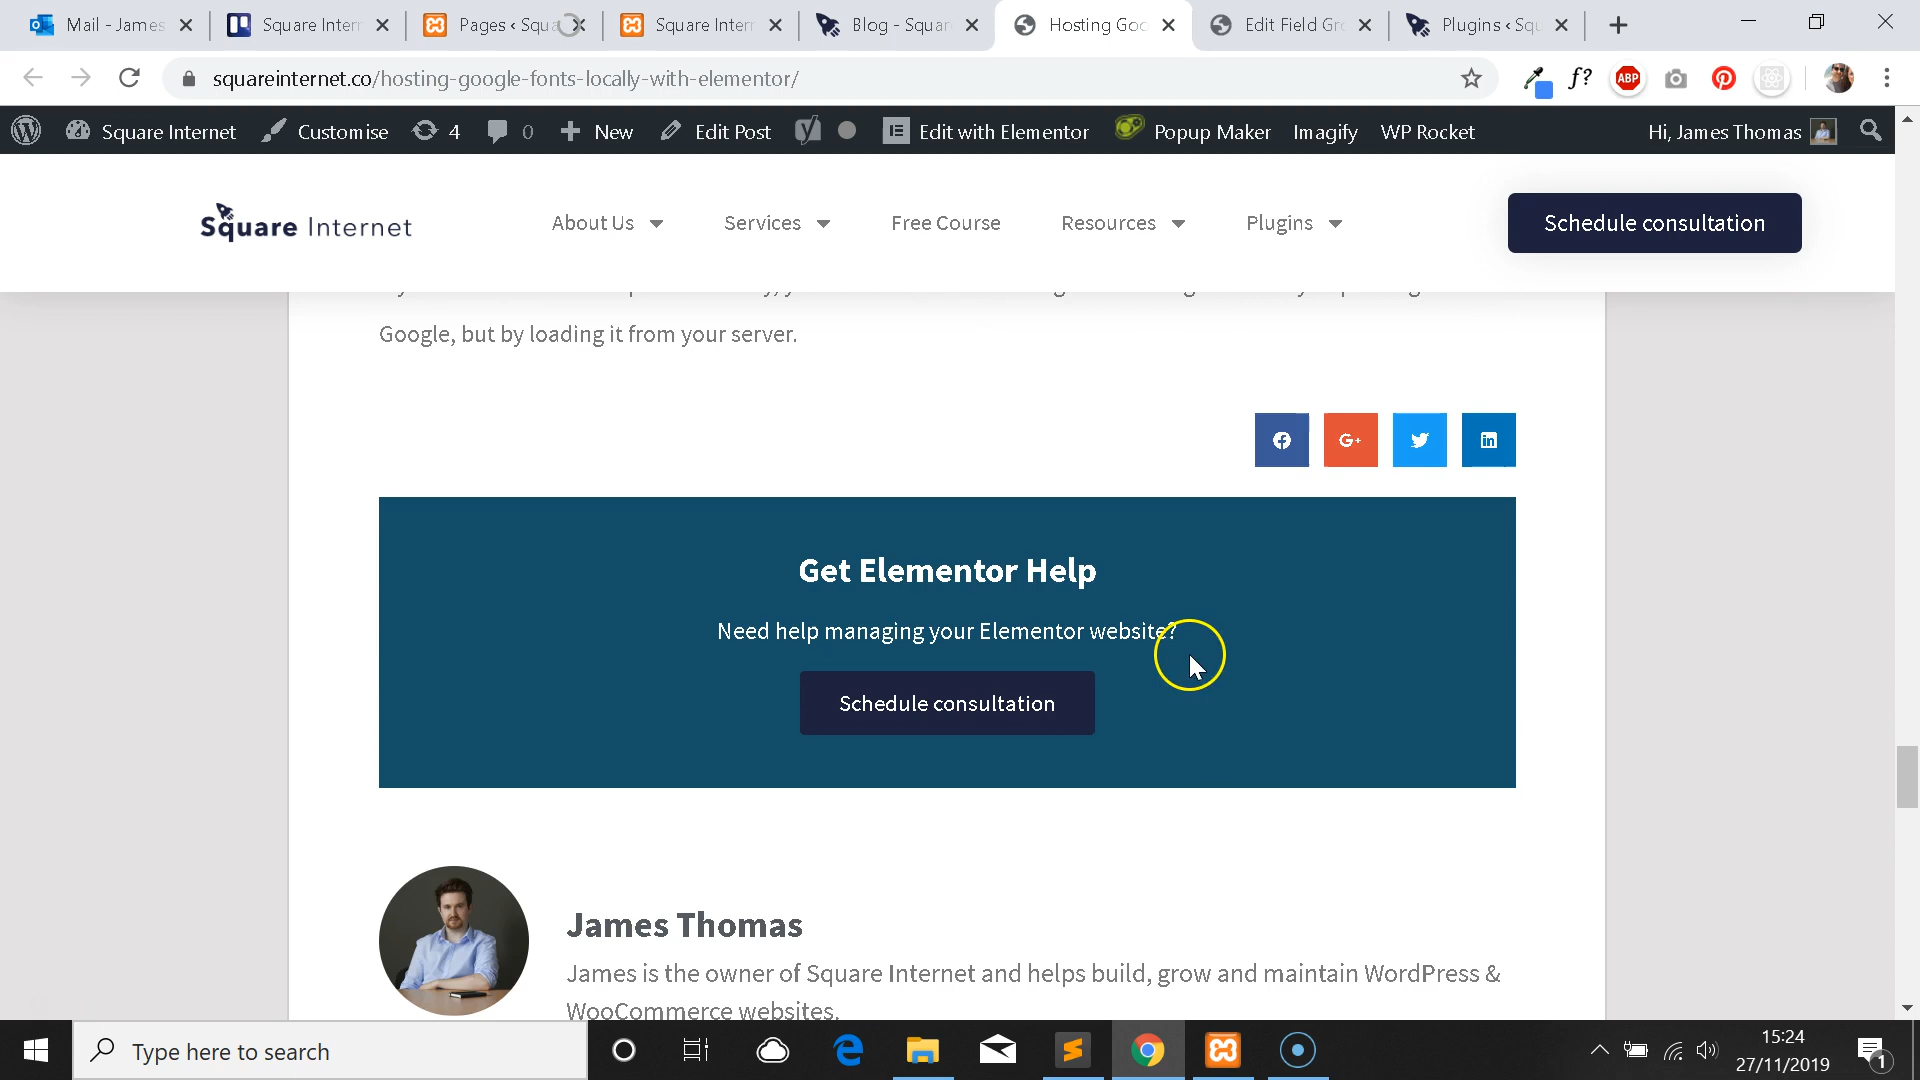 Mail - James
Square Intern
Pages ‹ Squa
Square Intern
Blog - Squar
Hosting Goo
Edit Field Gr
Plugins ‹ Squ
squareinternet.co/hosting-google-fonts-locally-with-elementor/
f?
ABP
Square Internet
Customise
4
0
New
Edit Post
Edit with Elementor
Popup Maker
Imagify
WP Rocket
Hi, James Thomas
Square Internet
About Us
Services
Free Course
Resources
Plugins
Schedule consultation
Google, but by loading it from your server.
G+
in
Get Elementor Help
Need help managing your Elementor website?
Schedule consultation
James Thomas
James is the owner of Square Internet and helps build, grow and maintain WordPress &
WooCommerce websites.
Type here to search
15:24
27/11/2019
1